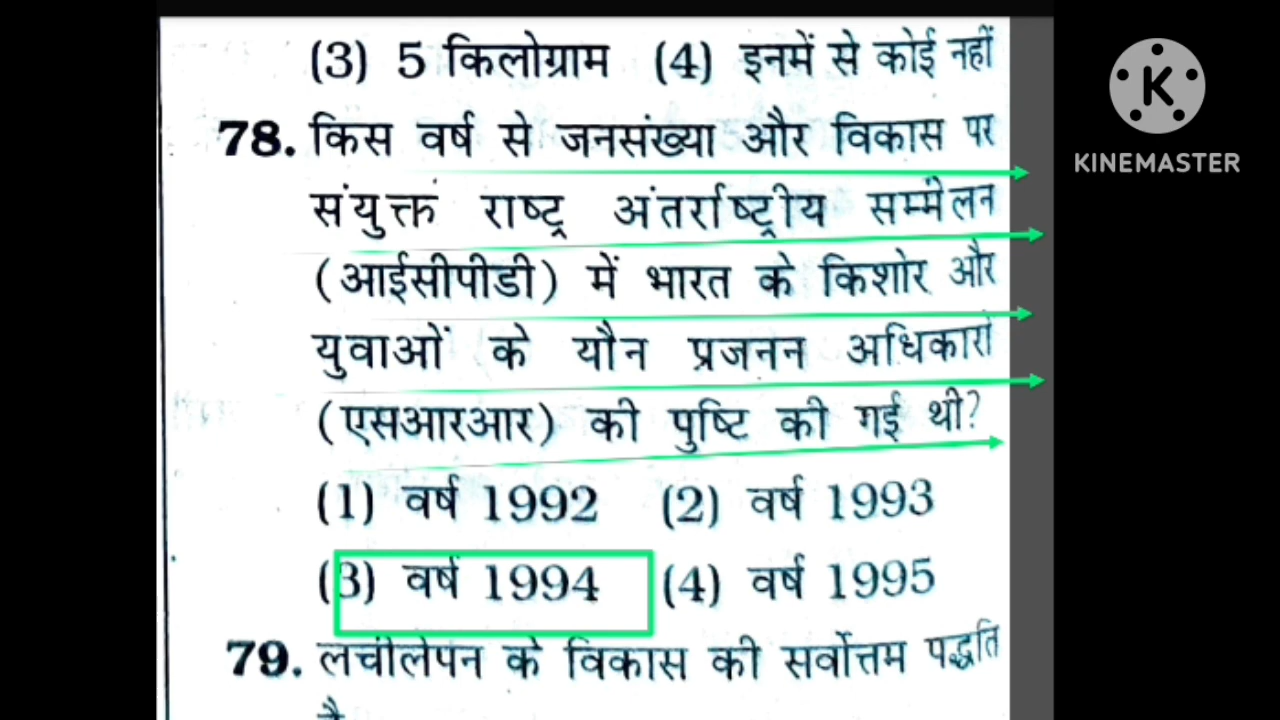 (3) 5 किलोग्राम (4) इनमें से कोई नहीं
78. किस वर्ष से जनसंख्या और विकास पर
संयुक्त राष्ट्र अंतर्राष्ट्रीय सम्मेलन
(आईसीपीडी) में भारत के किशोर और
युवाओं के यौन प्रजनन अधिकारों
(एसआरआर) की पुष्टि की गई थी?
(1) वर्ष 1992 (2) वर्ष 1993
(3) वर्ष 1994 (4) वर्ष 1995
79. लचीलेपन के विकास की सर्वोत्तम पद्धति
है
K
KINEMASTER